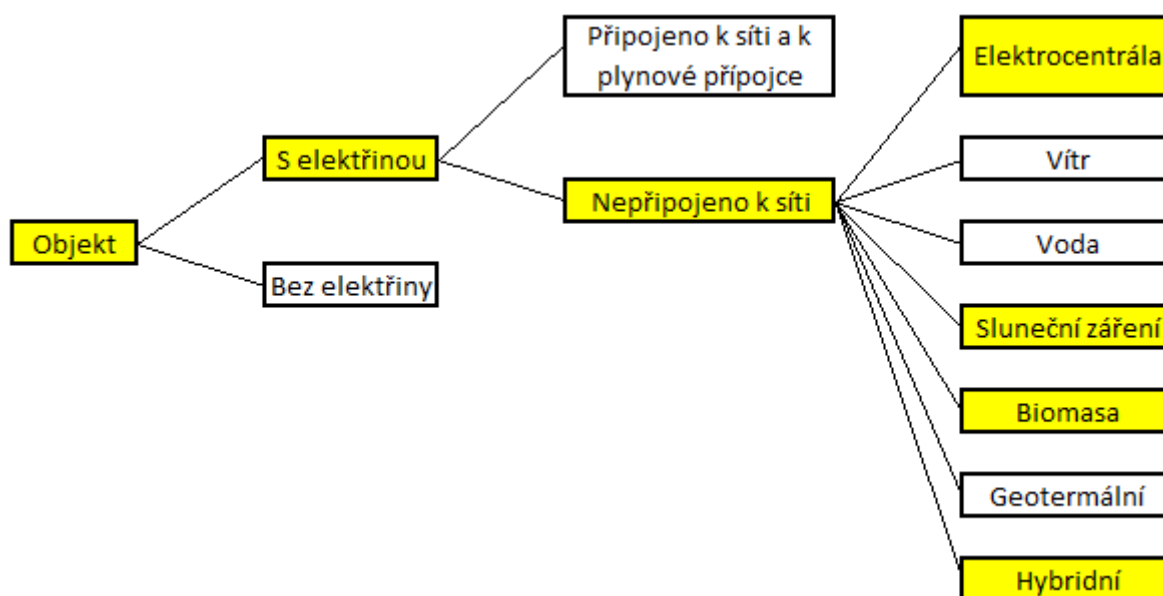 Připojeno k síti a k
plynové přípojce
Elektrocentrála
S elektřinou
Vítr
Nepřipojeno k síti
Objekt
Voda
Bez elektřiny
Sluneční záření
Biomasa
Geotermální
Hybridní